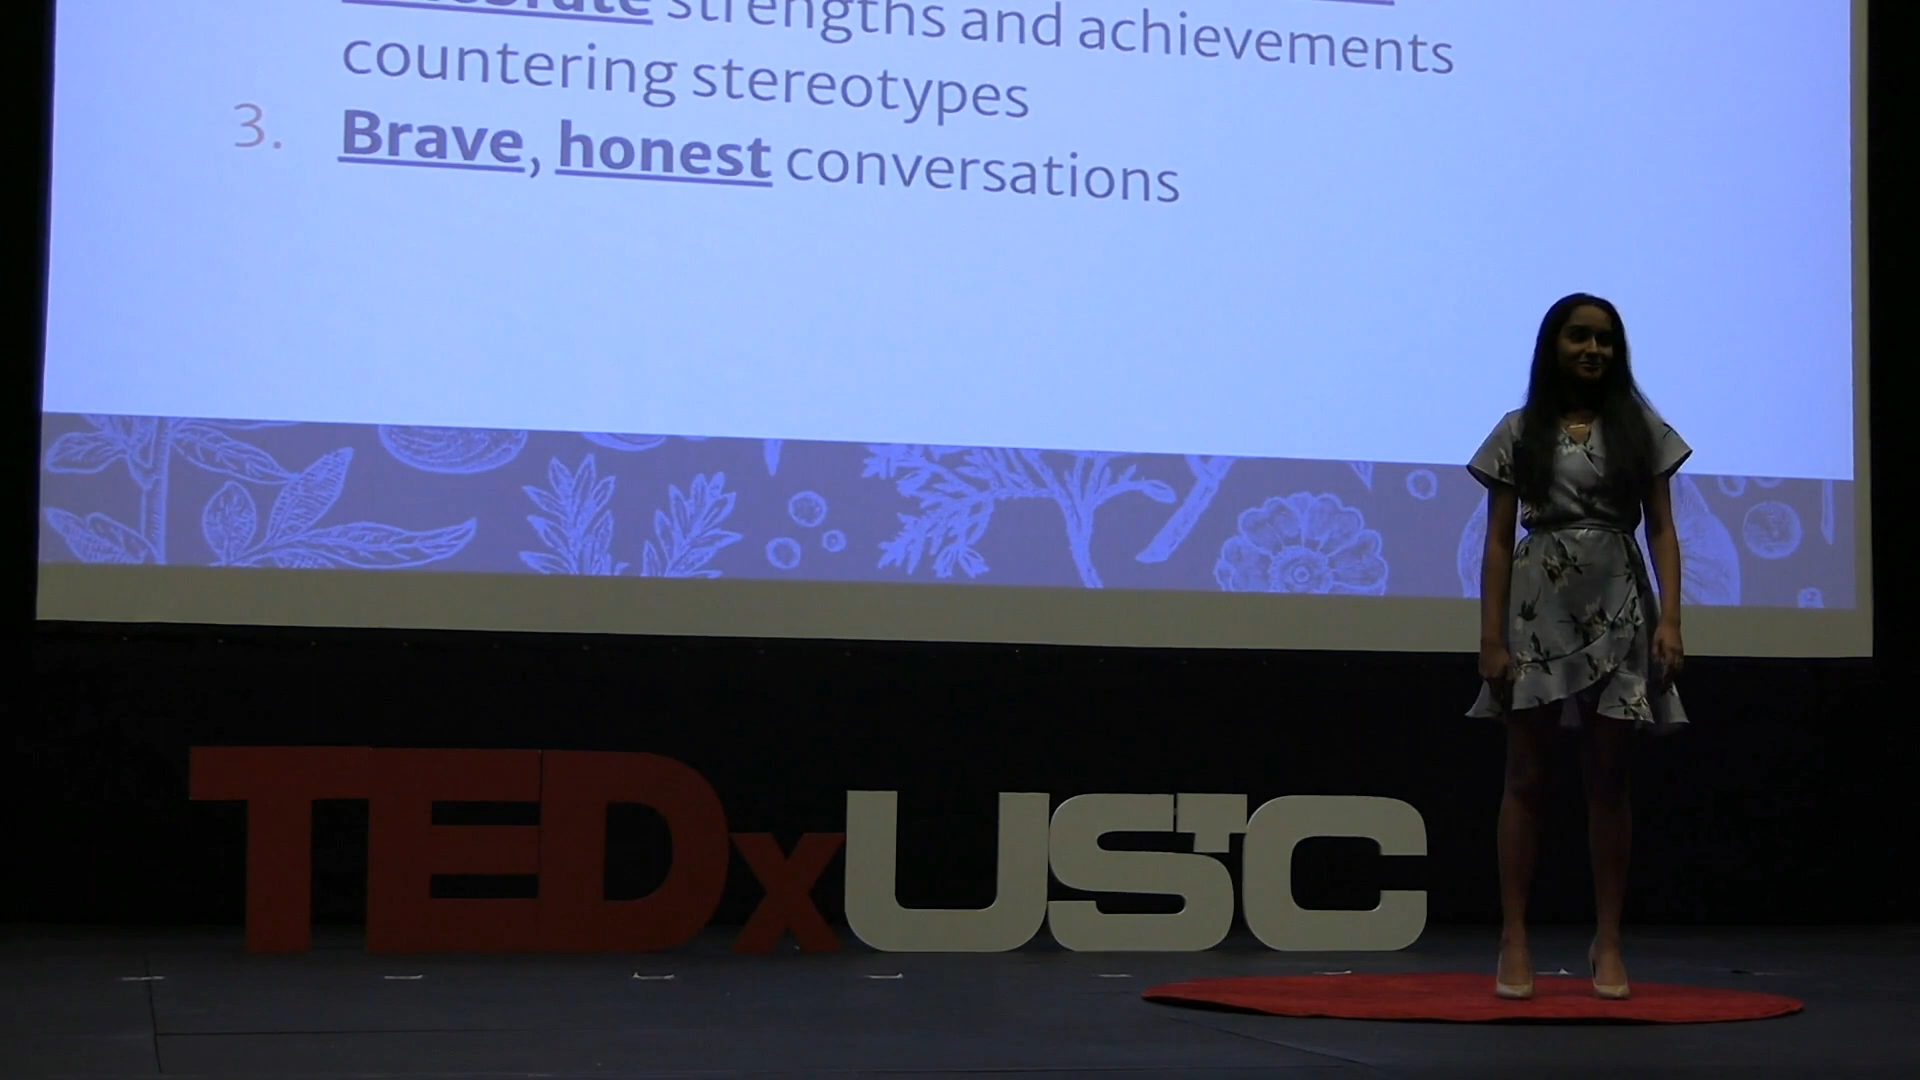 strengths and achievements
countering stereotypes
3. Brave, honest conversations
TEDxUSC